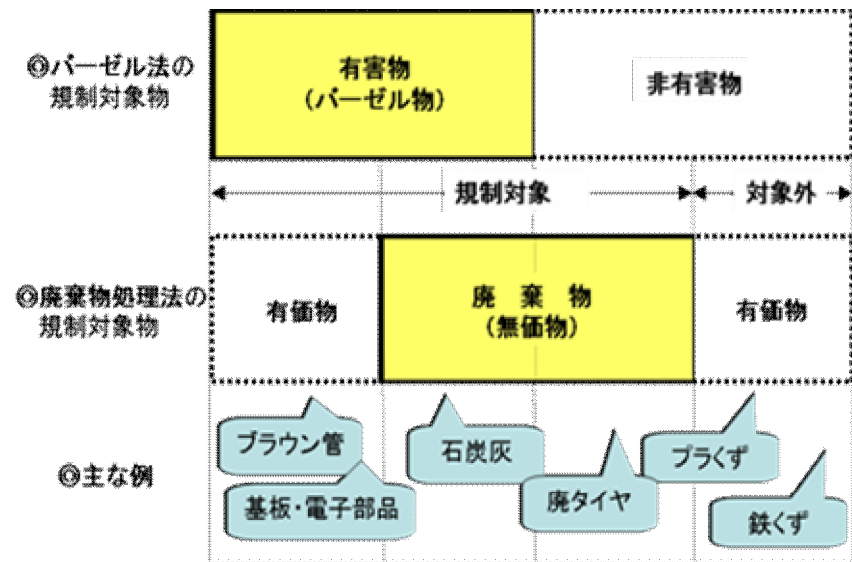 ◎バーゼル法の
規制対象物
有害物
(バーゼル物)
非有害物
規制対象
対象外
◎廃棄物処理法の
規制対象物
有価物
廃 棄 物
(無価物)
有価物
◎主な例
ブラウン管
石炭灰
プラくず
基板・電子部品
廃タイヤ
鉄くず